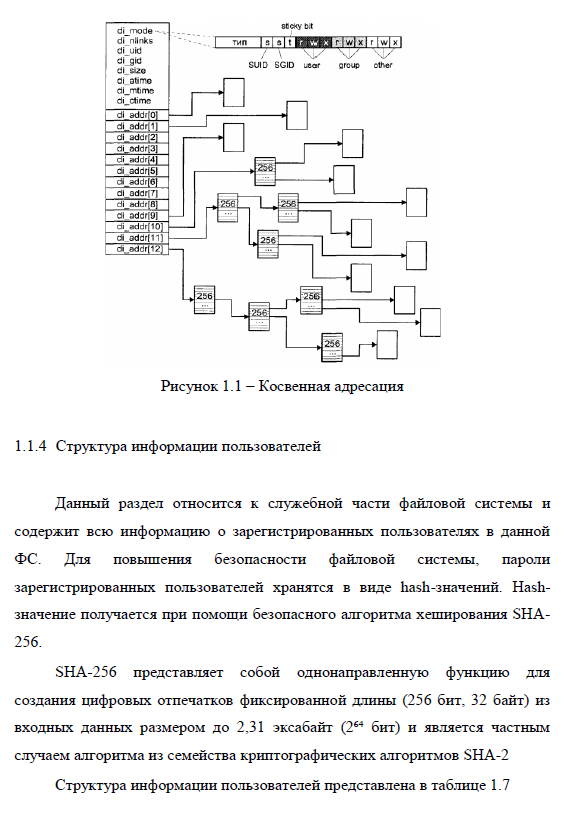 di_mode
di_nlinks
di_uid
di_gid
di_size
di_atime
di_mtime
di_ctime
di_addr[0]
di_addr[1]
di_addr[2]
di_addr[3]
di_addr[4]
di_addr[5]
di_addr[6]
di_addr[7]
di_addr[8]
di_addr[9]
di_addr[10]
di_addr[11]
di_addr[12]
sticky bit
тип s s t r w x r w x r w x
SUID SGID user group other
256
...
256
...
256
...
256
...
256
...
256
...
256
...
256
...
Рисунок 1.1 – Косвенная адресация
1.1.4 Структура информации пользователей
Данный раздел относится к служебной части файловой системы и
содержит всю информацию о зарегистрированных пользователях в данной
ФС. Для повышения безопасности файловой системы, пароли
зарегистрированных пользователей хранятся в виде hash-значений. Hash-
значение получается при помощи безопасного алгоритма хеширования SHA-
256.
SHA-256 представляет собой однонаправленную функцию для
создания цифровых отпечатков фиксированной длины (256 бит, 32 байт) из
входных данных размером до 2,31 эксабайт (2⁶⁴ бит) и является частным
случаем алгоритма из семейства криптографических алгоритмов SHA-2
Структура информации пользователей представлена в таблице 1.7